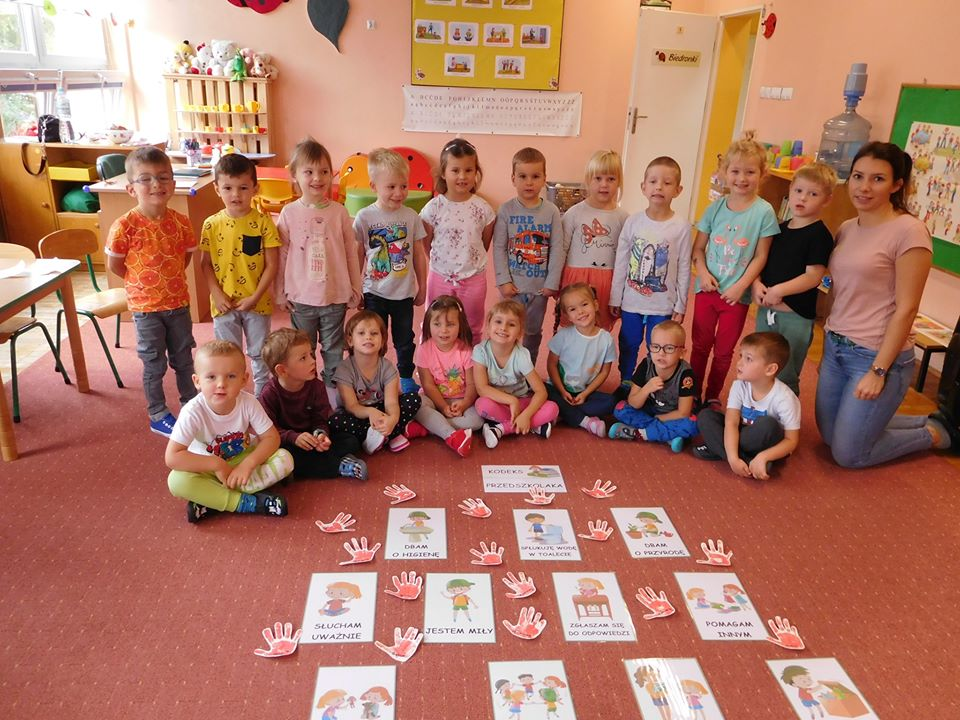 Biedronki
FIRE ALARM
Minnie
KODEKS
PRZEDSZKOLAKA
DBAM
O HIGIENĘ
SPŁUKUJĘ WODĘ
W TOALECIE
DBAM
O PRZYRODĘ
SŁUCHAM
UWAŻNIE
JESTEM MIŁY
ZGŁASZAM SIĘ
DO ODPOWIEDZI
POMAGAM
INNYM